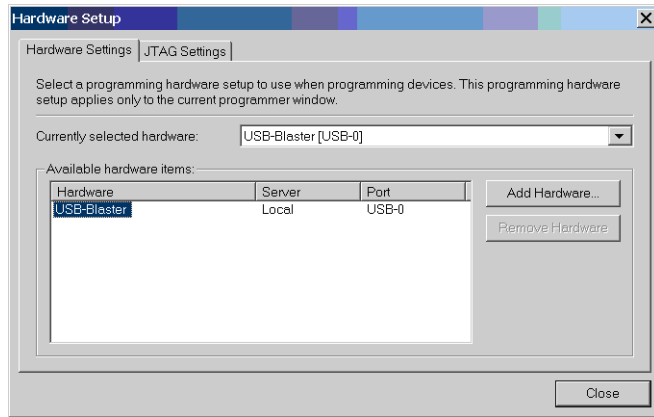 Hardware Setup
Hardware Settings JTAG Settings
Select a programming hardware setup to use when programming devices. This programming hardware
setup applies only to the current programmer window.
Currently selected hardware: USB-Blaster [USB-0]
Available hardware items:
Hardware Server Port
USB-Blaster Local USB-0
Add Hardware...
Remove Hardware
Close